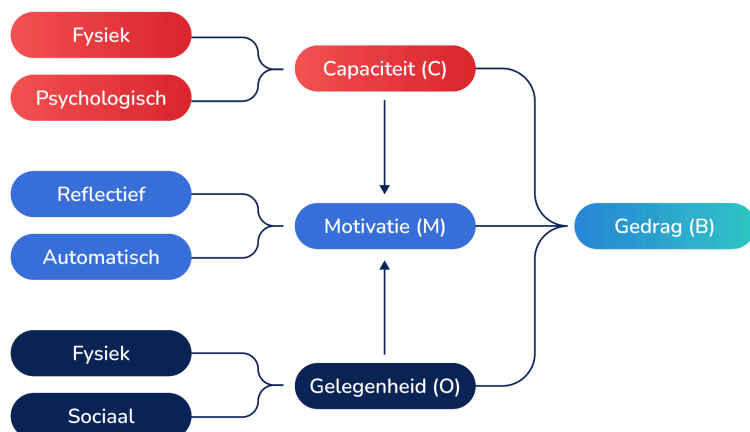 Fysiek
Psychologisch
Capaciteit (C)
Reflectief
Automatisch
Motivatie (M)
Gedrag (B)
Fysiek
Sociaal
Gelegenheid (O)